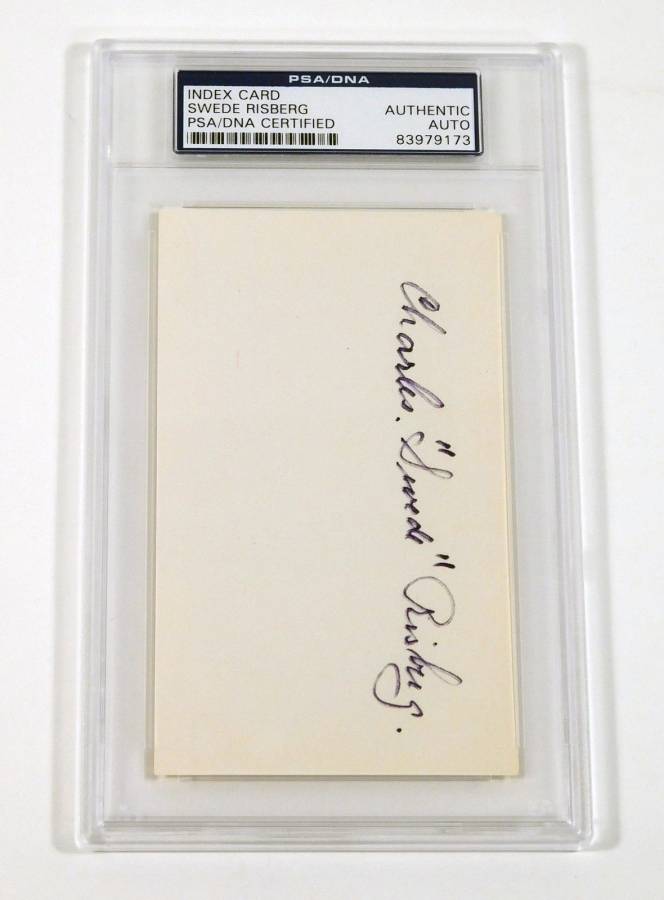 PSA/DNA
INDEX CARD
SWEDE RISBERG
PSA/DNA CERTIFIED
AUTHENTIC
AUTO
83979173
Charles. "Swede" Risberg.